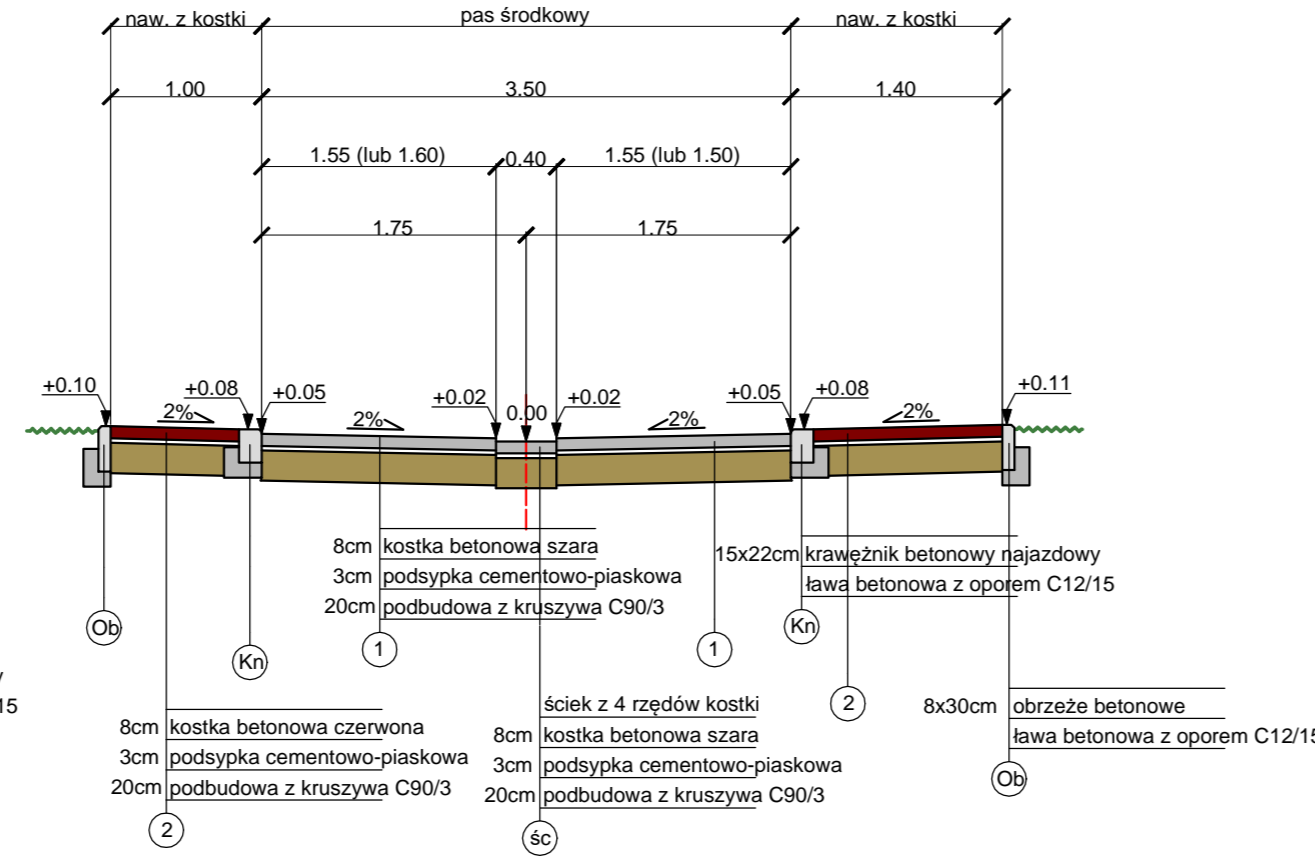 naw. z kostki pas środkowy naw. z kostki
1.00 3.50 1.40
1.55 (lub 1.60) 0.40 1.55 (lub 1.50)
1.75 1.75
+0.10 +0.08 +0.05 +0.02 0.00 +0.02 +0.05 +0.08 +0.11
2% 2% 2% 2%
8cm kostka betonowa szara
3cm podsypka cementowo-piaskowa
20cm podbudowa z kruszywa C90/3
15x22cm krawężnik betonowy najazdowy
ława betonowa z oporem C12/15
Ob
Kn
1
1
Kn
2
15
8cm kostka betonowa czerwona
3cm podsypka cementowo-piaskowa
20cm podbudowa z kruszywa C90/3
2
ściek z 4 rzędów kostki
8cm kostka betonowa szara
3cm podsypka cementowo-piaskowa
20cm podbudowa z kruszywa C90/3
śc
8x30cm obrzeże betonowe
ława betonowa z oporem C12/15
Ob